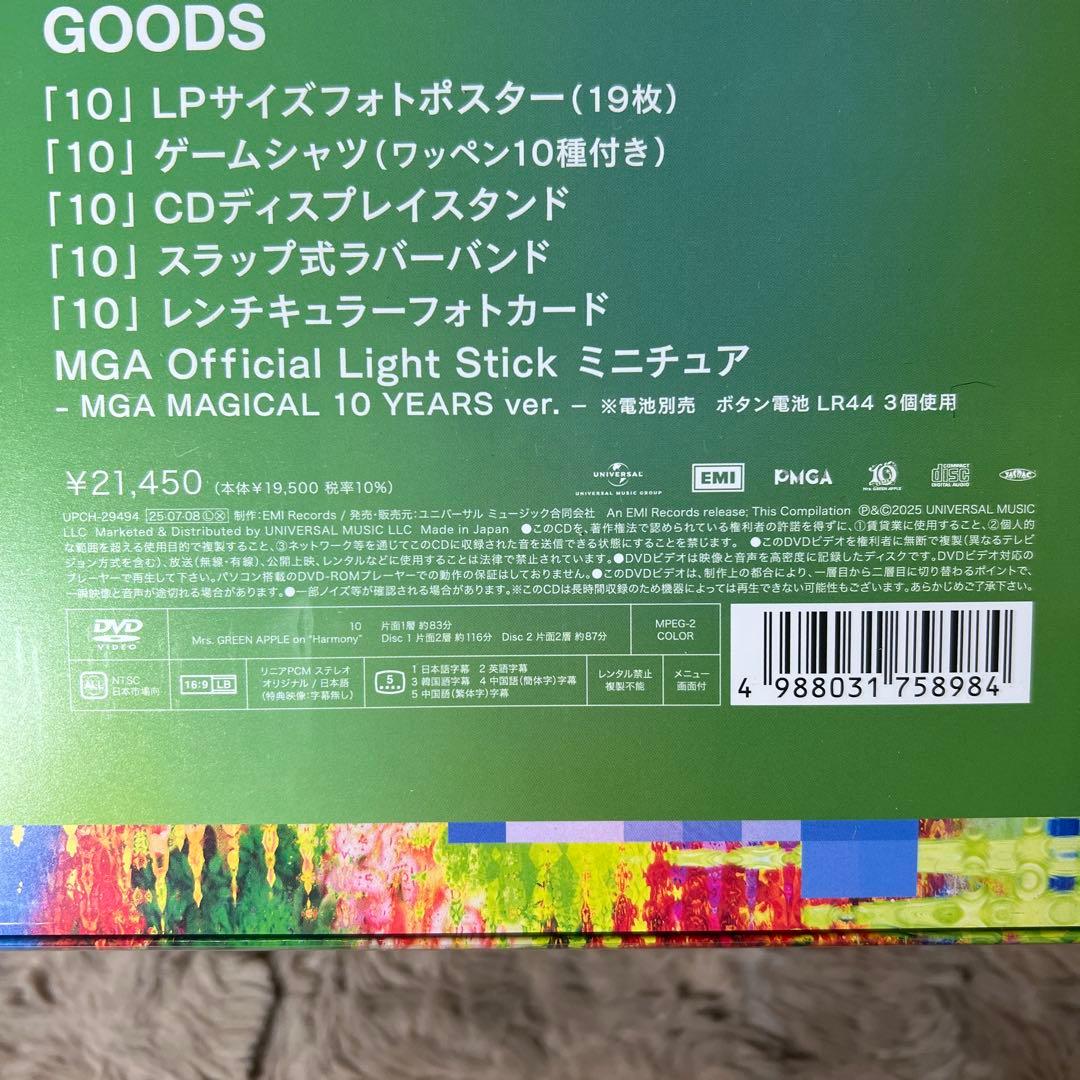 GOODS
「10」 LPサイズフォトポスター(19枚)
「10」 ゲームシャツ(ワッペン10種付き)
「10」 CDディスプレイスタンド
「10」 スラップ式ラバーバンド
「10」 レンチキュラーフォトカード
MGA Official Light Stick ミニチュア
- MGA MAGICAL 10 YEARS ver. - ※電池別売 ボタン電池 LR44 3個使用
¥21,450 (本体¥19,500 税率10%)
UNIVERSAL
UNIVERSAL MUSIC GROUP
EMI
PMGA
10
Mrs. GREEN APPLE
COMPACT
disc
DIGITAL AUDIO
JASRAC
UPCH-29494 25·07·08 Ⓛ Ⓧ 制作:EMI Records / 発売・販売元:ユニバーサル ミュージック合同会社 An EMI Records release; This Compilation Ⓟ&Ⓒ2025 UNIVERSAL MUSIC
LLC Marketed & Distributed by UNIVERSAL MUSIC LLC Made in Japan ●このCDを、著作権法で認められている権利者の許諾を得ずに、①賃貸業に使用すること、②個人的
な範囲を超える使用目的で複製すること、③ネットワーク等を通じてこのCDに収録された音を送信できる状態にすることを禁じます。 ●このDVDビデオを権利者に無断で複製(異なるテレビ
ジョン方式を含む)、放送(無線・有線)、公開上映、レンタルなどに使用することは法律で禁止されています。●DVDビデオは映像と音声を高密度に記録したディスクです。DVDビデオ対応の
プレーヤーで再生して下さい。パソコン搭載のDVD-ROMプレーヤーでの動作の保証はしておりません。●このDVDビデオは、制作上の都合により、一層目から二層目に切り替わるポイントで、
一瞬映像と音声が途切れる場合があります。●一部ノイズ等が確認される場合があります。※このCDは長時間収録のため機器によっては再生できない可能性もございます。あらかじめご了承下さい。
DVD
VIDEO
10 片面1層 約83分
Mrs. GREEN APPLE on "Harmony" Disc 1 片面2層 約116分 Disc 2 片面2層 約87分
MPEG-2
COLOR
ALL
NTSC
日本市場向
16:9 LB
リニアPCM ステレオ
オリジナル / 日本語
(特典映像:字幕無し)
5
1 日本語字幕 2 英語字幕
3 韓国語字幕 4 中国語(簡体字)字幕
5 中国語(繁体字)字幕
レンタル禁止
複製不能
メニュー
画面付
4 988031 758984